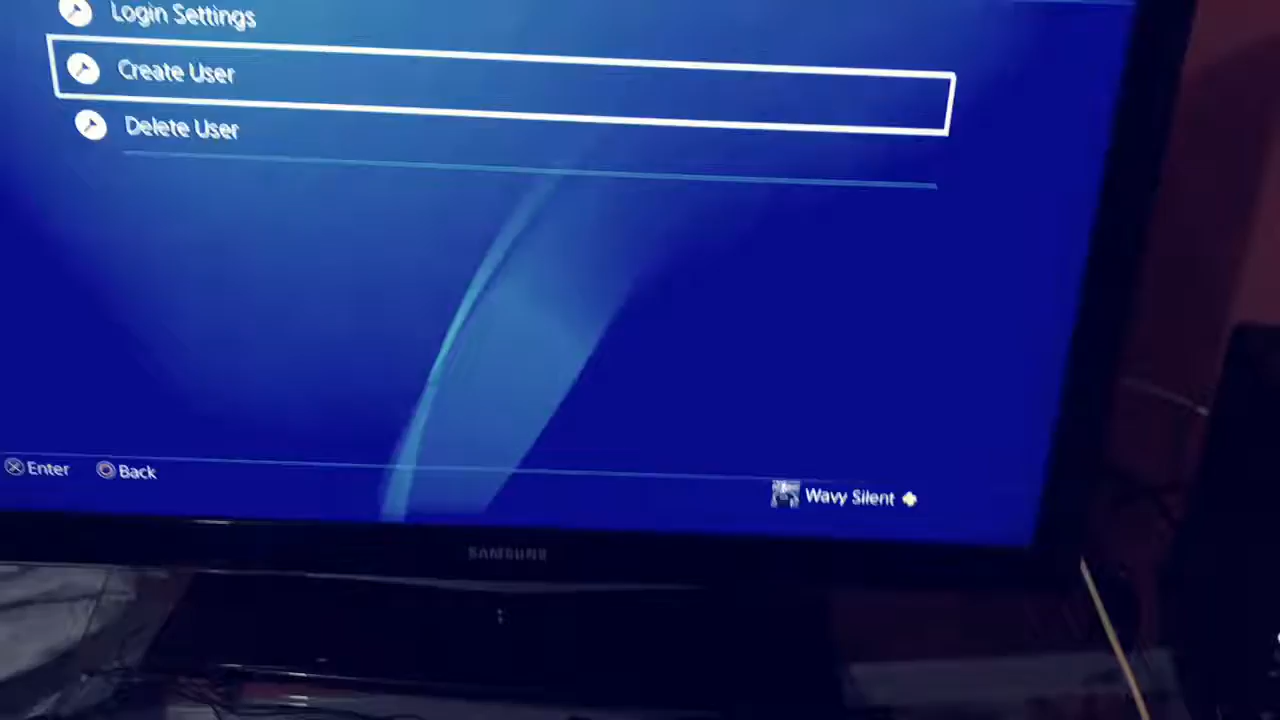 Login Settings
Create User
Delete User
Enter
Back
Wavy Silent
SAMSUNG